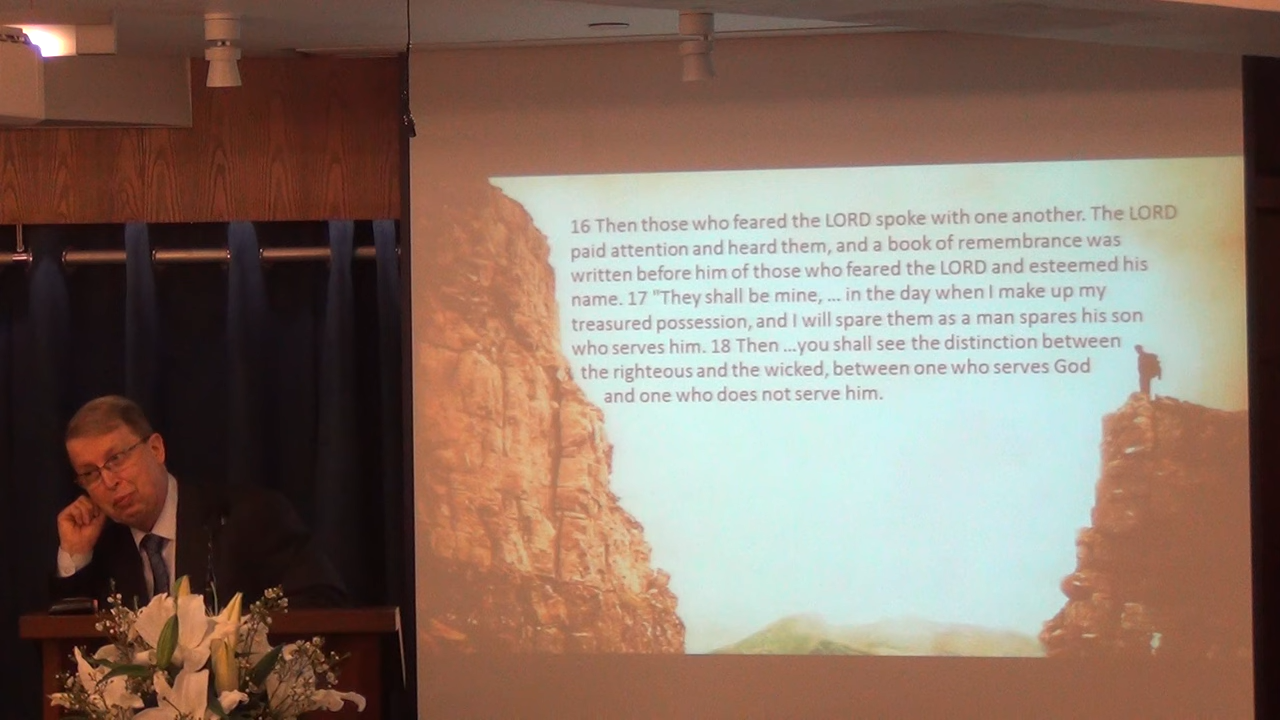 16 Then those who feared the LORD spoke with one another. The LORD
paid attention and heard them, and a book of remembrance was
written before him of those who feared the LORD and esteemed his
name. 17 "They shall be mine, ... in the day when I make up my
treasured possession, and I will spare them as a man spares his son
who serves him. 18 Then ...you shall see the distinction between
the righteous and the wicked, between one who serves God
and one who does not serve him.